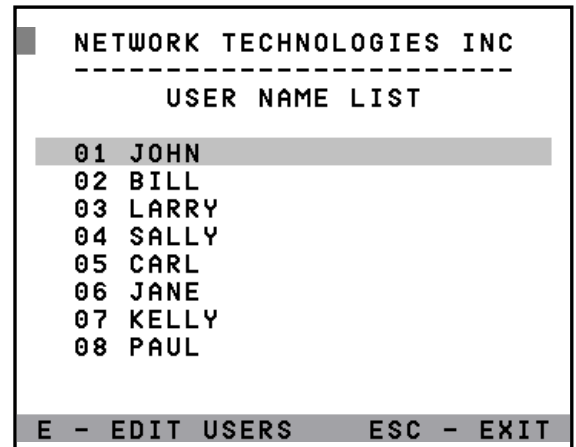 NETWORK TECHNOLOGIES INC
------------------------
USER NAME LIST
01 JOHN
02 BILL
03 LARRY
04 SALLY
05 CARL
06 JANE
07 KELLY
08 PAUL
E - EDIT USERS ESC - EXIT